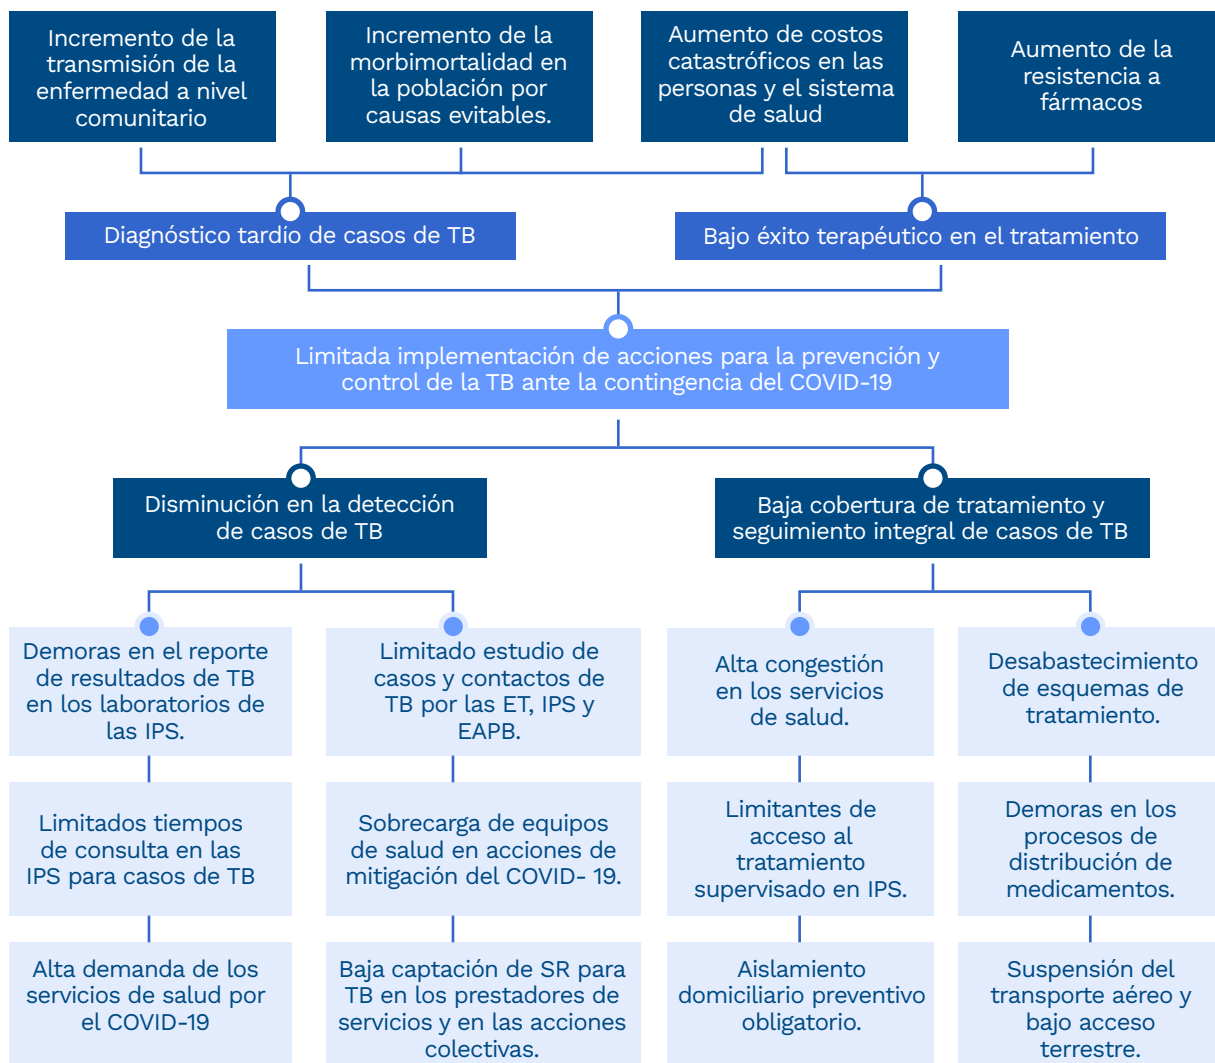 Incremento de la
transmisión de la
enfermedad a nivel
comunitario
Incremento de la
morbimortalidad en
la población por
causas evitables.
Aumento de costos
catastróficos en las
personas y el sistema
de salud
Aumento de la
resistencia a
fármacos
Diagnóstico tardío de casos de TB
Bajo éxito terapéutico en el tratamiento
Limitada implementación de acciones para la prevención y
control de la TB ante la contingencia del COVID-19
Disminución en la detección
de casos de TB
Baja cobertura de tratamiento y
seguimiento integral de casos de TB
Demoras en el reporte
de resultados de TB
en los laboratorios de
las IPS.
Limitado estudio de
casos y contactos de
TB por las ET, IPS y
EAPB.
Alta congestión
en los servicios
de salud.
Desabastecimiento
de esquemas de
tratamiento.
Limitados tiempos
de consulta en las
IPS para casos de TB
Sobrecarga de equipos
de salud en acciones de
mitigación del COVID- 19.
Limitantes de
acceso al
tratamiento
supervisado en IPS.
Demoras en los
procesos de
distribución de
medicamentos.
Alta demanda de los
servicios de salud por
el COVID-19
Baja captación de SR para
TB en los prestadores de
servicios y en las acciones
colectivas.
Aislamiento
domiciliario preventivo
obligatorio.
Suspensión del
transporte aéreo y
bajo acceso
terrestre.